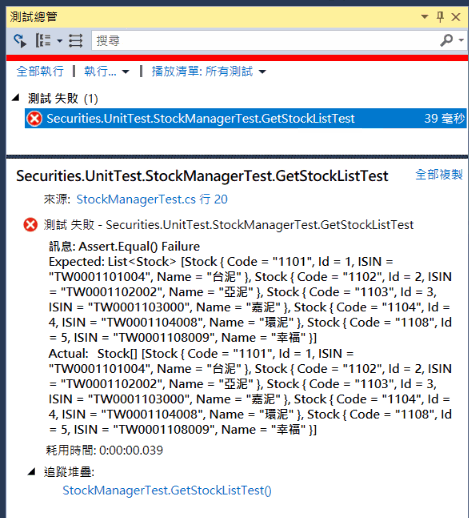 測試總管
搜尋
全部執行 | 執行... | 播放清單: 所有測試
測試 失敗 (1)
Securities.UnitTest.StockManagerTest.GetStockListTest 39 毫秒
Securities.UnitTest.StockManagerTest.GetStockListTest 全部複製
來源: StockManagerTest.cs 行 20
測試 失敗 - Securities.UnitTest.StockManagerTest.GetStockListTest
訊息: Assert.Equal() Failure
Expected: List<Stock> [Stock { Code = "1101", Id = 1, ISIN =
"TW0001101004", Name = "台泥" }, Stock { Code = "1102", Id = 2, ISIN
= "TW0001102002", Name = "亞泥" }, Stock { Code = "1103", Id = 3,
ISIN = "TW0001103000", Name = "嘉泥" }, Stock { Code = "1104", Id =
4, ISIN = "TW0001104008", Name = "環泥" }, Stock { Code = "1108", Id
= 5, ISIN = "TW0001108009", Name = "幸福" }]
Actual: Stock[] [Stock { Code = "1101", Id = 1, ISIN =
"TW0001101004", Name = "台泥" }, Stock { Code = "1102", Id = 2, ISIN
= "TW0001102002", Name = "亞泥" }, Stock { Code = "1103", Id = 3,
ISIN = "TW0001103000", Name = "嘉泥" }, Stock { Code = "1104", Id =
4, ISIN = "TW0001104008", Name = "環泥" }, Stock { Code = "1108", Id
= 5, ISIN = "TW0001108009", Name = "幸福" }]
耗用時間: 0:00:00.039
追蹤堆疊:
StockManagerTest.GetStockListTest()